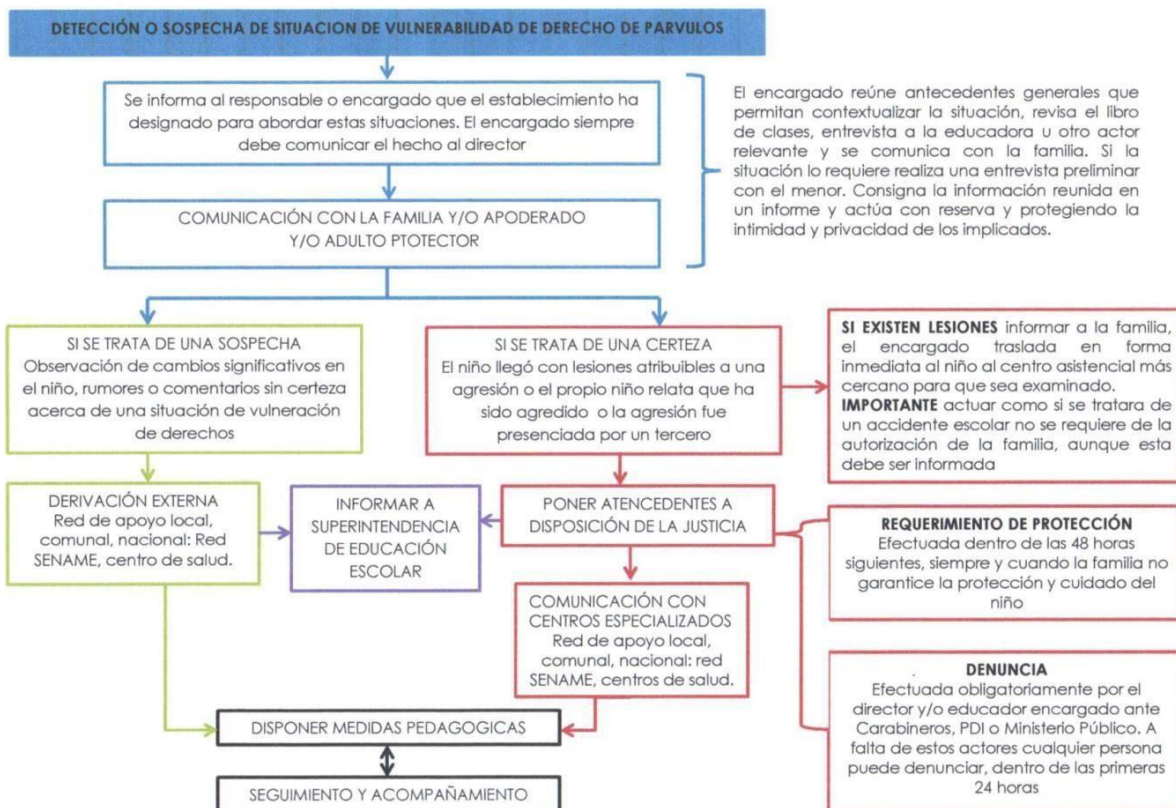 DETECCIÓN O SOSPECHA DE SITUACION DE VULNERABILIDAD DE DERECHO DE PARVULOS
Se informa al responsable o encargado que el establecimiento ha
designado para abordar estas situaciones. El encargado siempre
debe comunicar el hecho al director
El encargado reúne antecedentes generales que
permitan contextualizar la situación, revisa el libro
de clases, entrevista a la educadora u otro actor
relevante y se comunica con la familia. Si la
situación lo requiere realiza una entrevista preliminar
con el menor. Consigna la información reunida en
un informe y actúa con reserva y protegiendo la
intimidad y privacidad de los implicados.
COMUNICACIÓN CON LA FAMILIA Y/O APODERADO
Y/O ADULTO PTOTECTOR
SI SE TRATA DE UNA SOSPECHA
Observación de cambios significativos en
el niño, rumores o comentarios sin certeza
acerca de una situación de vulneración
de derechos
SI SE TRATA DE UNA CERTEZA
El niño llegó con lesiones atribuibles a una
agresión o el propio niño relata que ha
sido agredido o la agresión fue
presenciada por un tercero
SI EXISTEN LESIONES informar a la familia,
el encargado traslada en forma
inmediata al niño al centro asistencial más
cercano para que sea examinado.
IMPORTANTE actuar como si se tratara de
un accidente escolar no se requiere de la
autorización de la familia, aunque esta
debe ser informada
DERIVACIÓN EXTERNA
Red de apoyo local,
comunal, nacional: Red
SENAME, centro de salud.
INFORMAR A
SUPERINTENDENCIA
DE EDUCACIÓN
ESCOLAR
PONER ATENCEDENTES A
DISPOSICIÓN DE LA JUSTICIA
REQUERIMIENTO DE PROTECCIÓN
Efectuada dentro de las 48 horas
siguientes, siempre y cuando la familia no
garantice la protección y cuidado del
niño
COMUNICACIÓN CON
CENTROS ESPECIALIZADOS
Red de apoyo local,
comunal, nacional: red
SENAME, centros de salud.
DENUNCIA
Efectuada obligatoriamente por el
director y/o educador encargado ante
Carabineros, PDI o Ministerio Público. A
falta de estos actores cualquier persona
puede denunciar, dentro de las primeras
24 horas
DISPONER MEDIDAS PEDAGOGICAS
SEGUIMIENTO Y ACOMPAÑAMIENTO